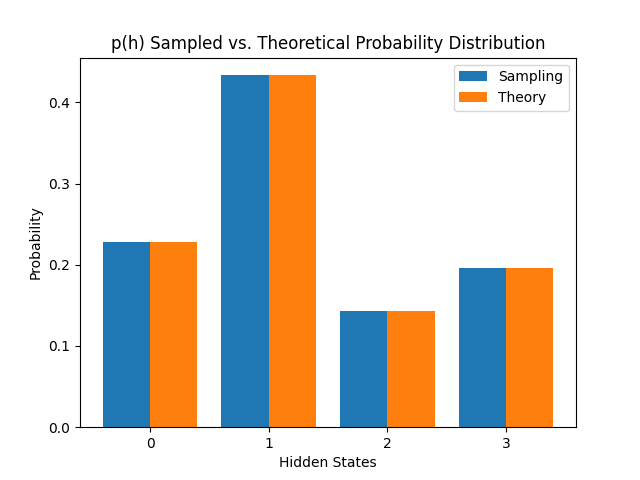 p(h) Sampled vs. Theoretical Probability Distribution
Sampling
Theory
Probability
0.4
0.3
0.2
0.1
0.0
0 1 2 3
Hidden States